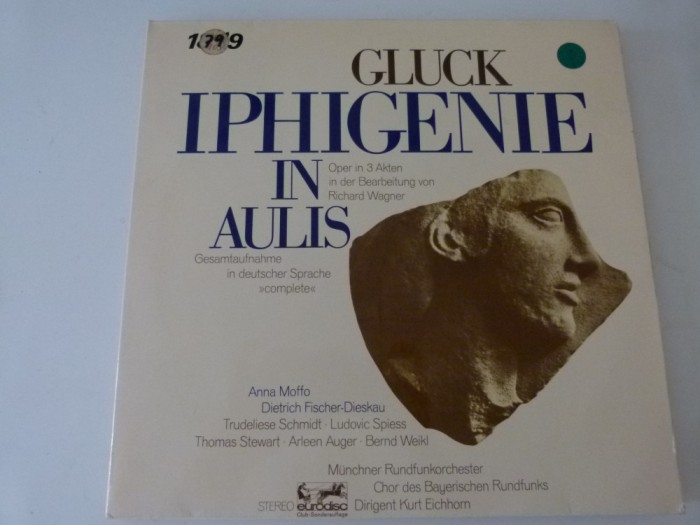 GLUCK
IPHIGENIE
IN
AULIS
Oper in 3 Akten
in der Bearbeitung von
Richard Wagner
Gesamtaufnahme
in deutscher Sprache
»complete«
Anna Moffo
Dietrich Fischer-Dieskau
Trudeliese Schmidt · Ludovic Spiess
Thomas Stewart · Arleen Auger · Bernd Weikl
Münchner Rundfunkorchester
Chor des Bayerischen Rundfunks
STEREO eurodisc Dirigent Kurt Eichhorn
Club-Sonderauflage